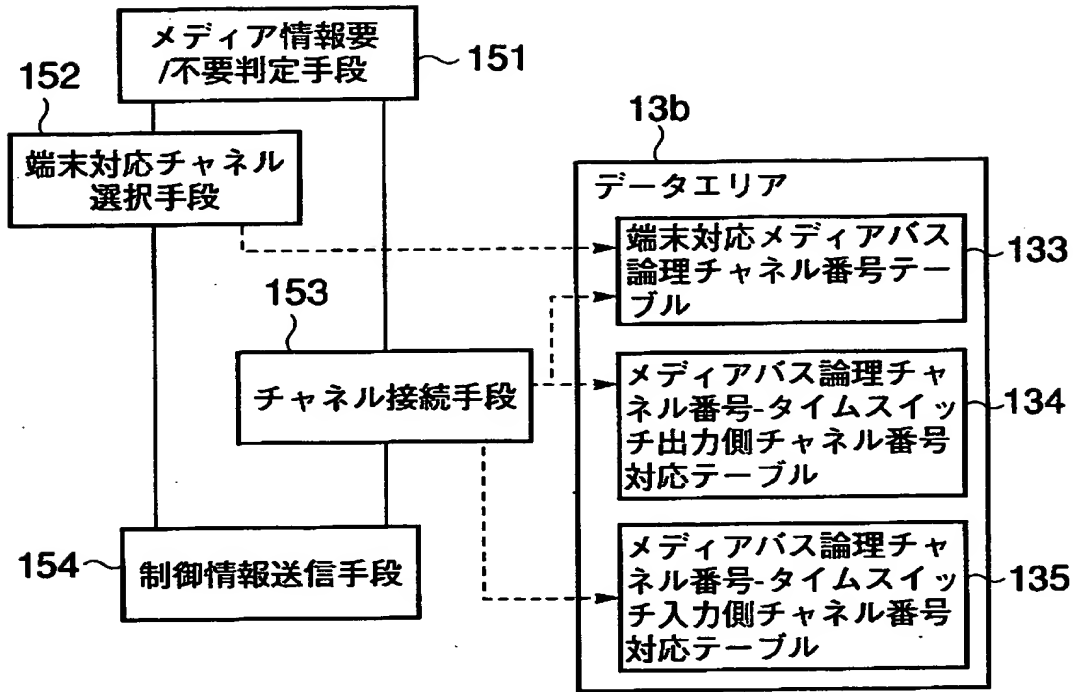 メディア情報要
/不要判定手段
151
152
端末対応チャネル
選択手段
13b
データエリア
端末対応メディアバス
論理チャネル番号テー
ブル
133
153
チャネル接続手段
メディアバス論理チャ
ネル番号-タイムスイッ
チ出力側チャネル番号
対応テーブル
134
154
制御情報送信手段
メディアバス論理チャ
ネル番号-タイムスイッ
チ入力側チャネル番号
対応テーブル
135